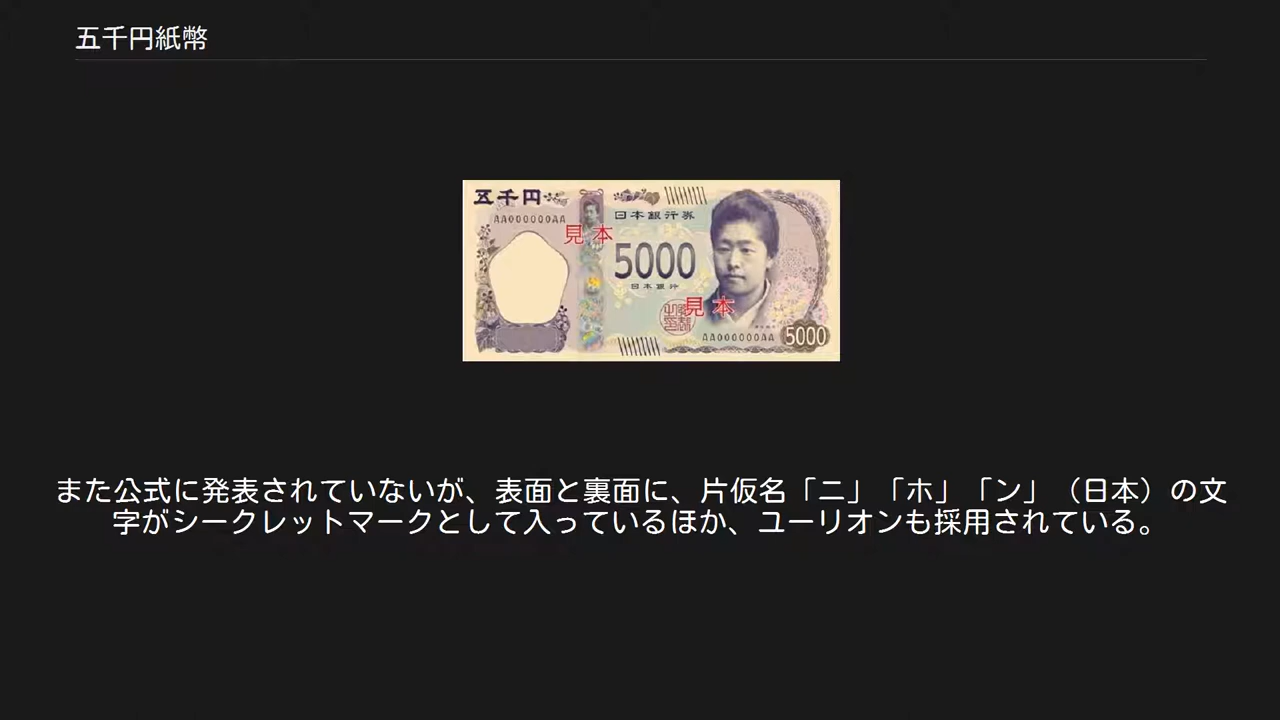 五千円紙幣
五千円
日本銀行券
AA000000AA
見本
5000
日本銀行
見本
AA000000AA
5000
また公式に発表されていないが、表面と裏面に、片仮名「ニ」「ホ」「ン」（日本）の文
字がシークレットマークとして入っているほか、ユーリオンも採用されている。